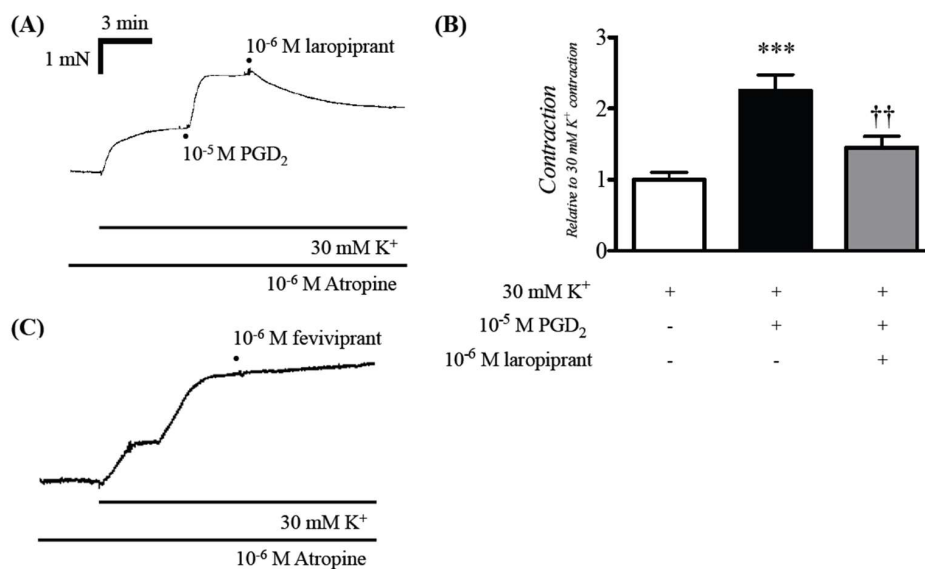 (A)
3 min
1 mN
10⁻⁶ M laropiprant
10⁻⁵ M PGD₂
30 mM K⁺
10⁻⁶ M Atropine
(B)
Contraction
Relative to 30 mM K⁺ contraction
3
2
1
0
***
††
30 mM K⁺ + + +
10⁻⁵ M PGD₂ - + +
10⁻⁶ M laropiprant - - +
(C)
10⁻⁶ M feviviprant
30 mM K⁺
10⁻⁶ M Atropine